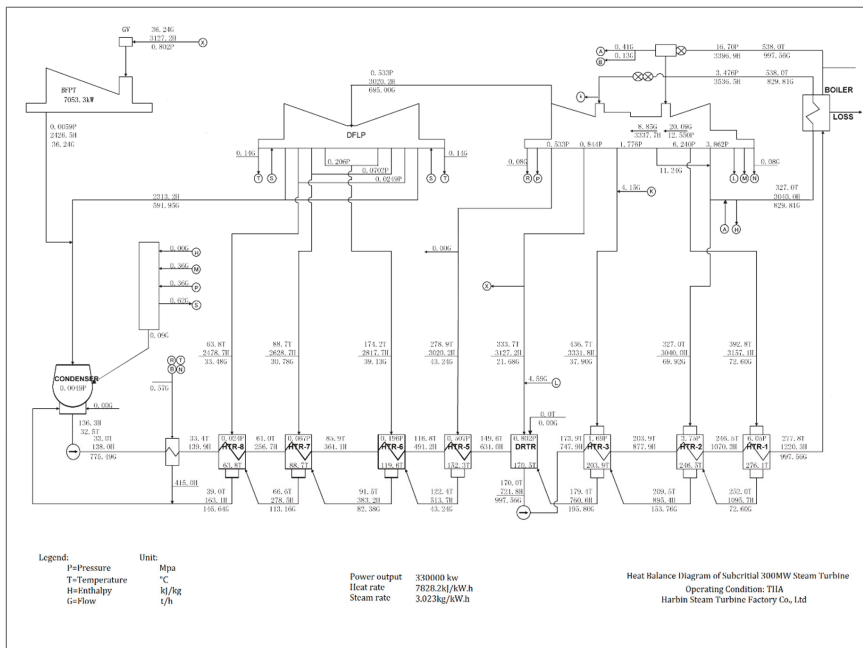 GV
36.24G
3127.2H
0.802P
X
BFPT
7053.3kW
0.0059P
2426.5H
36.24G
0.533P
3020.2H
695.00G
DFLP
0.14G
T
S
0.206P
0.0702P
0.0249P
S
T
0.14G
A
0.41G
0.13G
B
16.70P
538.0T
3396.9H
997.56G
3.476P
538.0T
3536.5H
829.81G
BOILER
LOSS
k
8.85G
3337.7H
20.09G
12.550P
0.533P
0.844P
1.776P
6.240P
3.862P
0.08G
R
P
11.24G
L
M
N
0.08G
4.15G
K
327.0T
3040.0H
829.81G
A
H
2313.2H
591.95G
0.00G
H
0.36G
M
0.36G
P
0.62G
S
0.09G
0.00G
X
63.8T
2478.7H
33.48G
88.7T
2628.7H
30.78G
174.2T
2817.7H
39.13G
278.9T
3020.2H
43.24G
333.7T
3127.2H
21.68G
436.7T
3331.8H
37.90G
327.0T
3040.0H
69.92G
392.8T
3157.1H
72.60G
CONDENSER
0.0049P
R
T
B
N
0.57G
4.59G
L
0.00G
0.0T
0.00G
136.3H
32.5T
33.0T
138.0H
775.49G
33.4T
139.9H
0.024P
HTR-8
63.8T
61.0T
256.7H
0.067P
HTR-7
88.7T
85.9T
361.1H
0.196P
HTR-6
119.6T
116.8T
491.2H
0.507P
HTR-5
152.3T
149.6T
631.0H
0.802P
DRTR
170.5T
173.9T
747.9H
1.69P
HTR-3
203.9T
203.9T
877.9H
3.75P
HTR-2
246.5T
246.5T
1070.2H
6.05P
HTR-1
276.1T
277.8T
1220.3H
997.56G
415.0H
39.0T
163.1H
146.64G
66.6T
278.5H
113.16G
91.5T
383.2H
82.38G
122.4T
513.7H
43.24G
170.0T
721.8H
997.56G
179.4T
760.6H
195.80G
209.5T
895.4H
153.76G
252.0T
1095.7H
72.60G
Legend:
Unit:
P=Pressure
Mpa
T=Temperature
°C
H=Enthalpy
kJ/kg
G=Flow
t/h
Power output 330000 kw
Heat rate 7828.2kJ/kW.h
Steam rate 3.023kg/kW.h
Heat Balance Diagram of Subcritial 300MW Steam Turbine
Operating Condition: THA
Harbin Steam Turbine Factory Co., Ltd